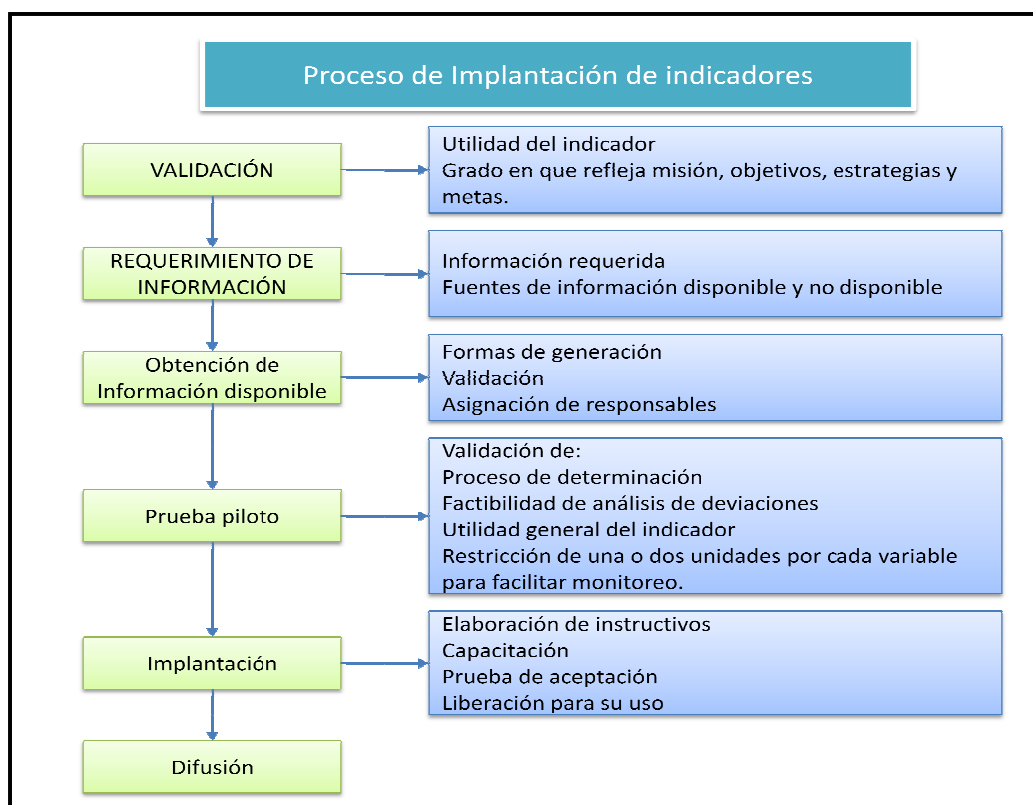 Proceso de Implantación de indicadores
VALIDACIÓN
Utilidad del indicador
Grado en que refleja misión, objetivos, estrategias y
metas.
REQUERIMIENTO DE
INFORMACIÓN
Información requerida
Fuentes de información disponible y no disponible
Obtención de
Información disponible
Formas de generación
Validación
Asignación de responsables
Prueba piloto
Validación de:
Proceso de determinación
Factibilidad de análisis de deviaciones
Utilidad general del indicador
Restricción de una o dos unidades por cada variable
para facilitar monitoreo.
Implantación
Elaboración de instructivos
Capacitación
Prueba de aceptación
Liberación para su uso
Difusión